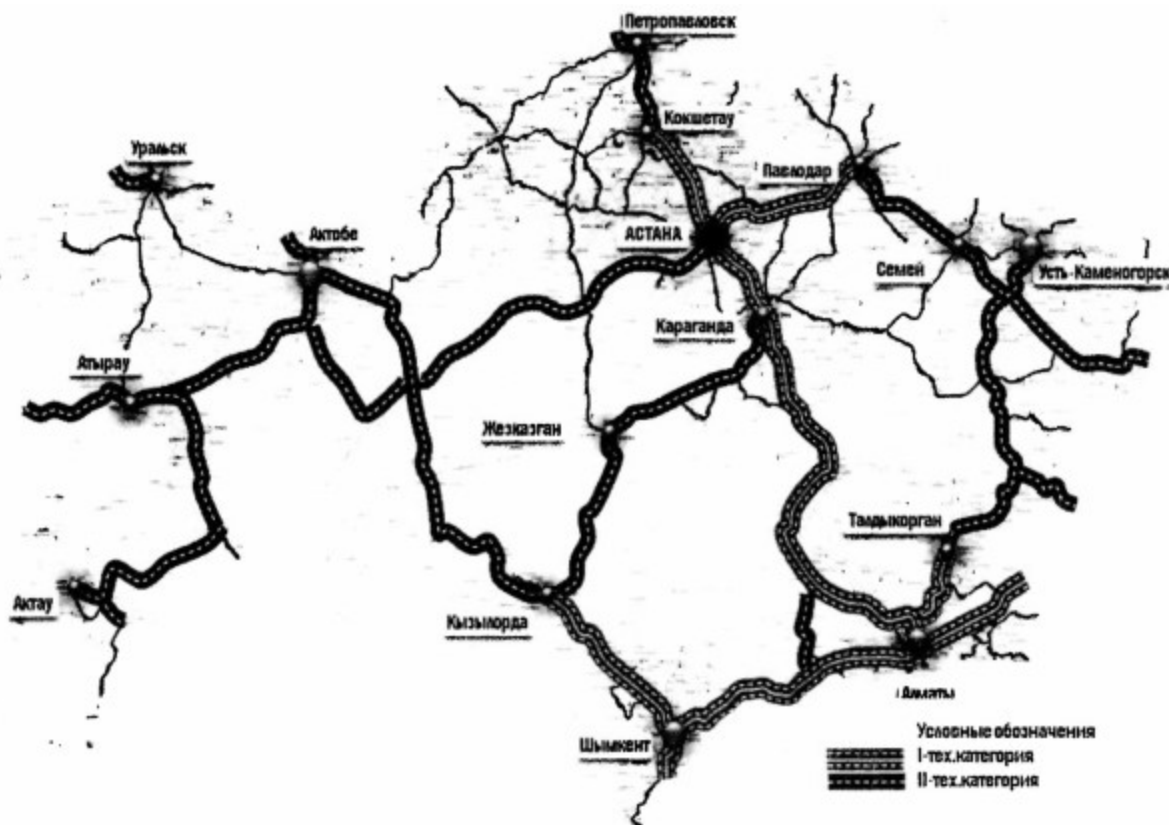 Петропавловск
Кокшетау
Уральск
Павлодар
Актобе
АСТАНА
Семей
Усть-Каменогорск
Караганда
Атырау
Жезказган
Талдыкорган
Актау
Кызылорда
Алматы
Шымкент
Условные обозначения
I-тех.категория
II-тех.категория